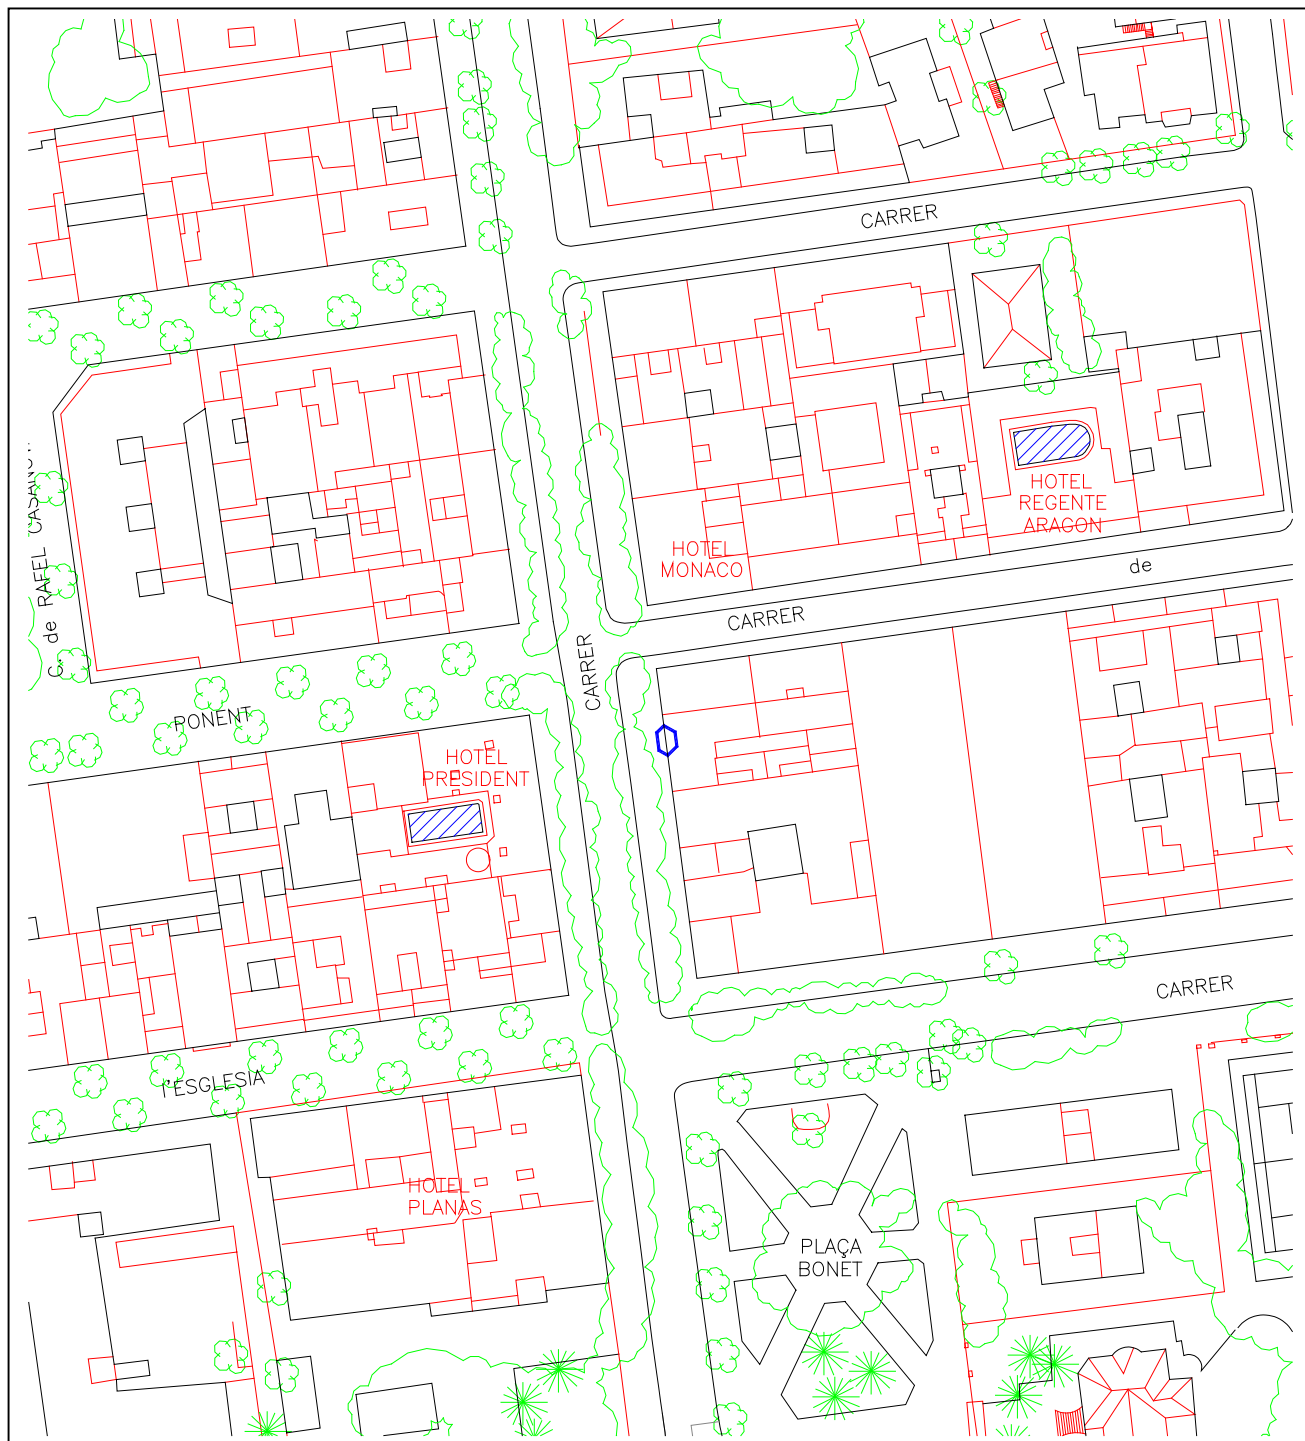 CARRER
HOTEL
REGENTE
ARAGON
HOTEL
MONACO
de
CARRER
CARRER
C. de RAFEL
PONENT
HOTEL
PRESIDENT
CARRER
l'ESGLESIA
HOTEL
PLANAS
PLAÇA
BONET